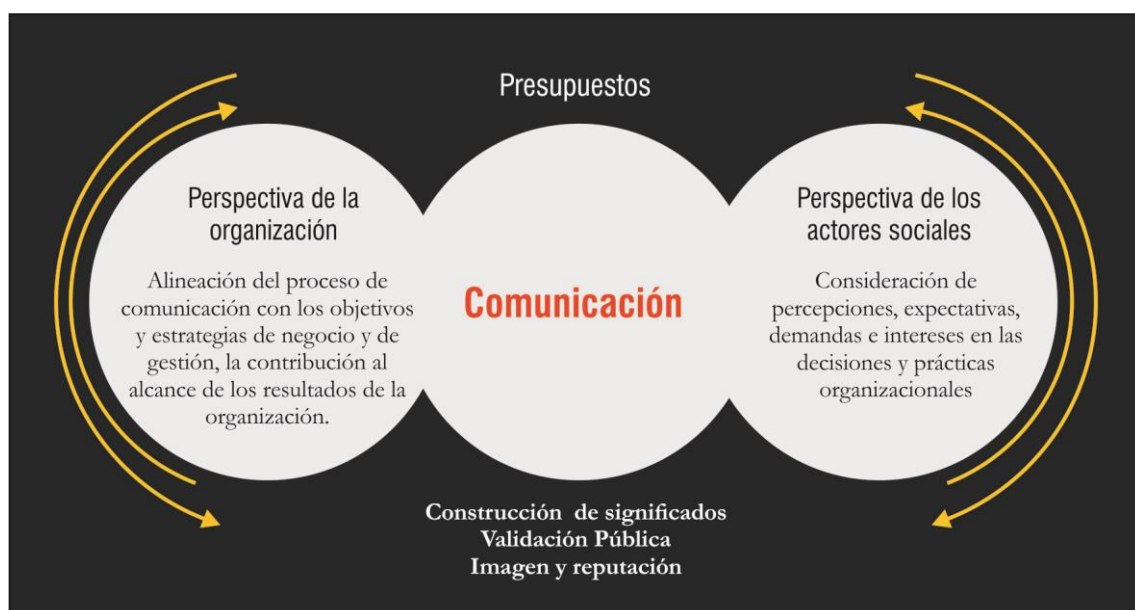 Presupuestos
Perspectiva de la
organización
Alineación del proceso de
comunicación con los objetivos
y estrategias de negocio y de
gestión, la contribución al
alcance de los resultados de la
organización.
Comunicación
Perspectiva de los
actores sociales
Consideración de
percepciones, expectativas,
demandas e intereses en las
decisiones y prácticas
organizacionales
Construcción de significados
Validación Pública
Imagen y reputación